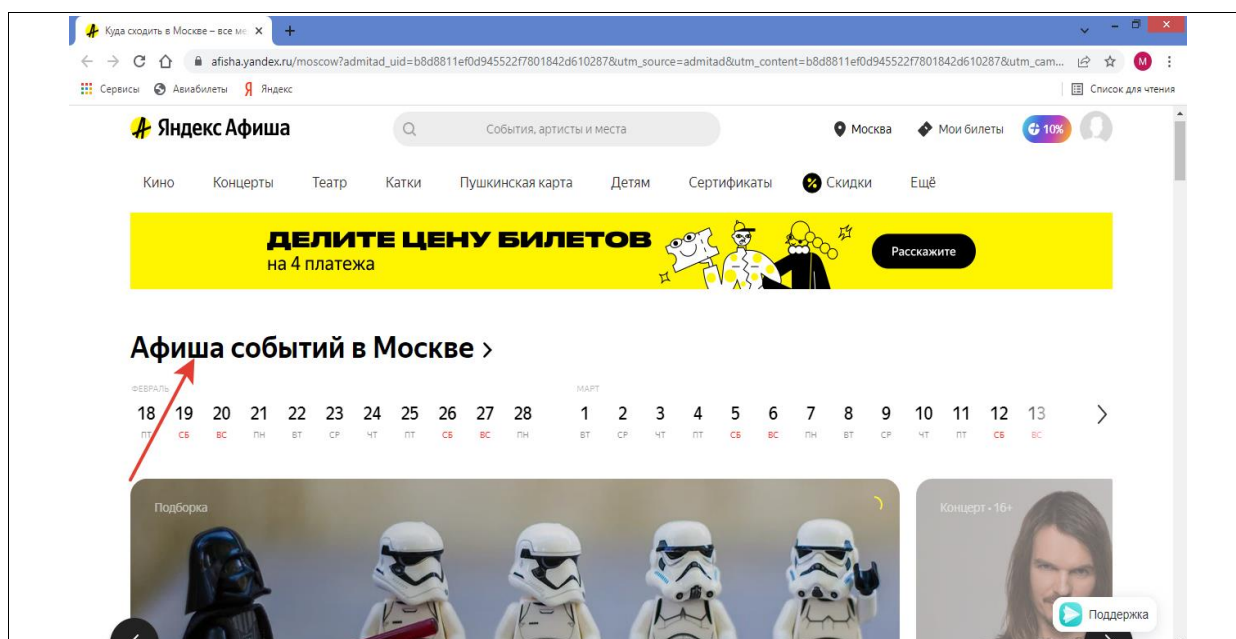 Куда сходить в Москве – все ме
afisha.yandex.ru/moscow?admitad_uid=b8d8811ef0d945522f7801842d610287&utm_source=admitad&utm_content=b8d8811ef0d945522f7801842d610287&utm_cam...
M
Сервисы Авиабилеты Я Яндекс Список для чтения
Яндекс Афиша События, артисты и места Москва Мои билеты 10%
Кино Концерты Театр Катки Пушкинская карта Детям Сертификаты % Скидки Ещё
ДЕЛИТЕ ЦЕНУ БИЛЕТОВ
на 4 платежа
Расскажите
Афиша событий в Москве >
ФЕВРАЛЬ МАРТ
18 19 20 21 22 23 24 25 26 27 28 1 2 3 4 5 6 7 8 9 10 11 12 13
ПТ СБ ВС ПН ВТ СР ЧТ ПТ СБ ВС ПН ВТ СР ЧТ ПТ СБ ВС ПН ВТ СР ЧТ ПТ СБ ВС
Подборка Концерт • 16+
Поддержка